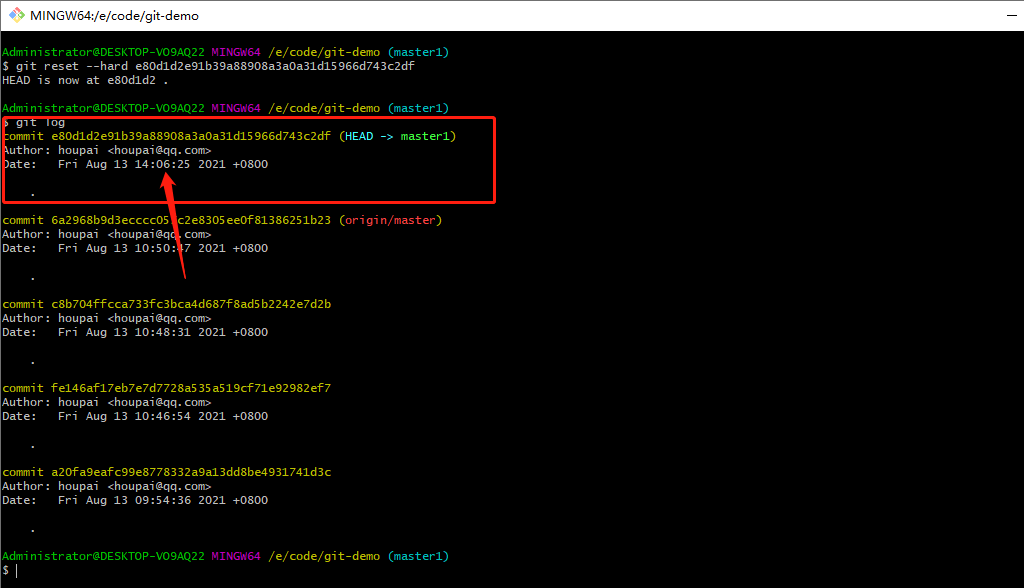 MINGW64:/e/code/git-demo
Administrator@DESKTOP-VO9AQ22 MINGW64 /e/code/git-demo (master1)
$ git reset --hard e80d1d2e91b39a88908a3a0a31d15966d743c2df
HEAD is now at e80d1d2 .
Administrator@DESKTOP-VO9AQ22 MINGW64 /e/code/git-demo (master1)
$ git log
commit e80d1d2e91b39a88908a3a0a31d15966d743c2df (HEAD -> master1)
Author: houpai <houpai@qq.com>
Date:   Fri Aug 13 14:06:25 2021 +0800
    .
commit (origin/master)
Author: houpai <houpai@qq.com>
Date:   Fri Aug 13 10:50:47 2021 +0800
    .
commit c8b704ffcca733fc3bca4d687f8ad5b2242e7d2b
Author: houpai <houpai@qq.com>
Date:   Fri Aug 13 10:48:31 2021 +0800
    .
commit fe146af17eb7e7d7728a535a519cf71e92982ef7
Author: houpai <houpai@qq.com>
Date:   Fri Aug 13 10:46:54 2021 +0800
    .
commit a20fa9eafc99e8778332a9a13dd8be4931741d3c
Author: houpai <houpai@qq.com>
Date:   Fri Aug 13 09:54:36 2021 +0800
    .
Administrator@DESKTOP-VO9AQ22 MINGW64 /e/code/git-demo (master1)
$